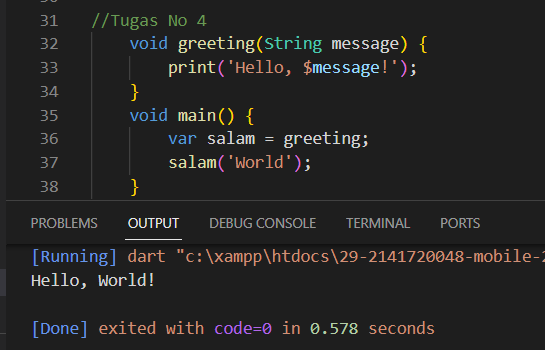 31 //Tugas No 4
32 void greeting(String message) {
33 print('Hello, $message!');
34 }
35 void main() {
36 var salam = greeting;
37 salam('World');
38 }
PROBLEMS OUTPUT DEBUG CONSOLE TERMINAL PORTS
[Running] dart "c:\xampp\htdocs\29-2141720048-mobile-2
Hello, World!
[Done] exited with code=0 in 0.578 seconds